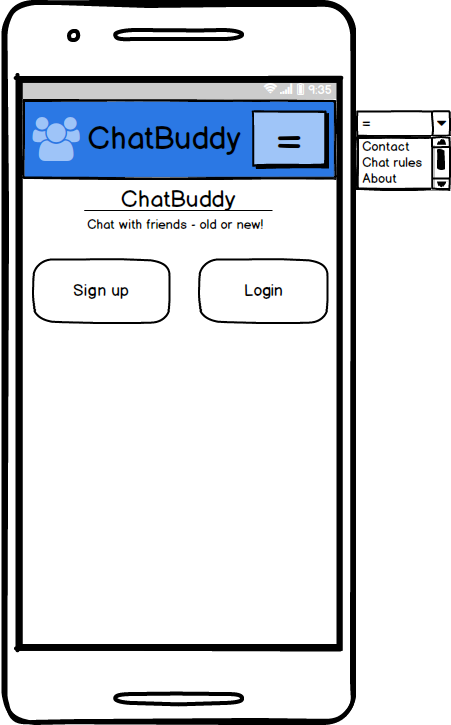 9:35
ChatBuddy
=
ChatBuddy
Chat with friends - old or new!
Sign up
Login
=
Contact
Chat rules
About